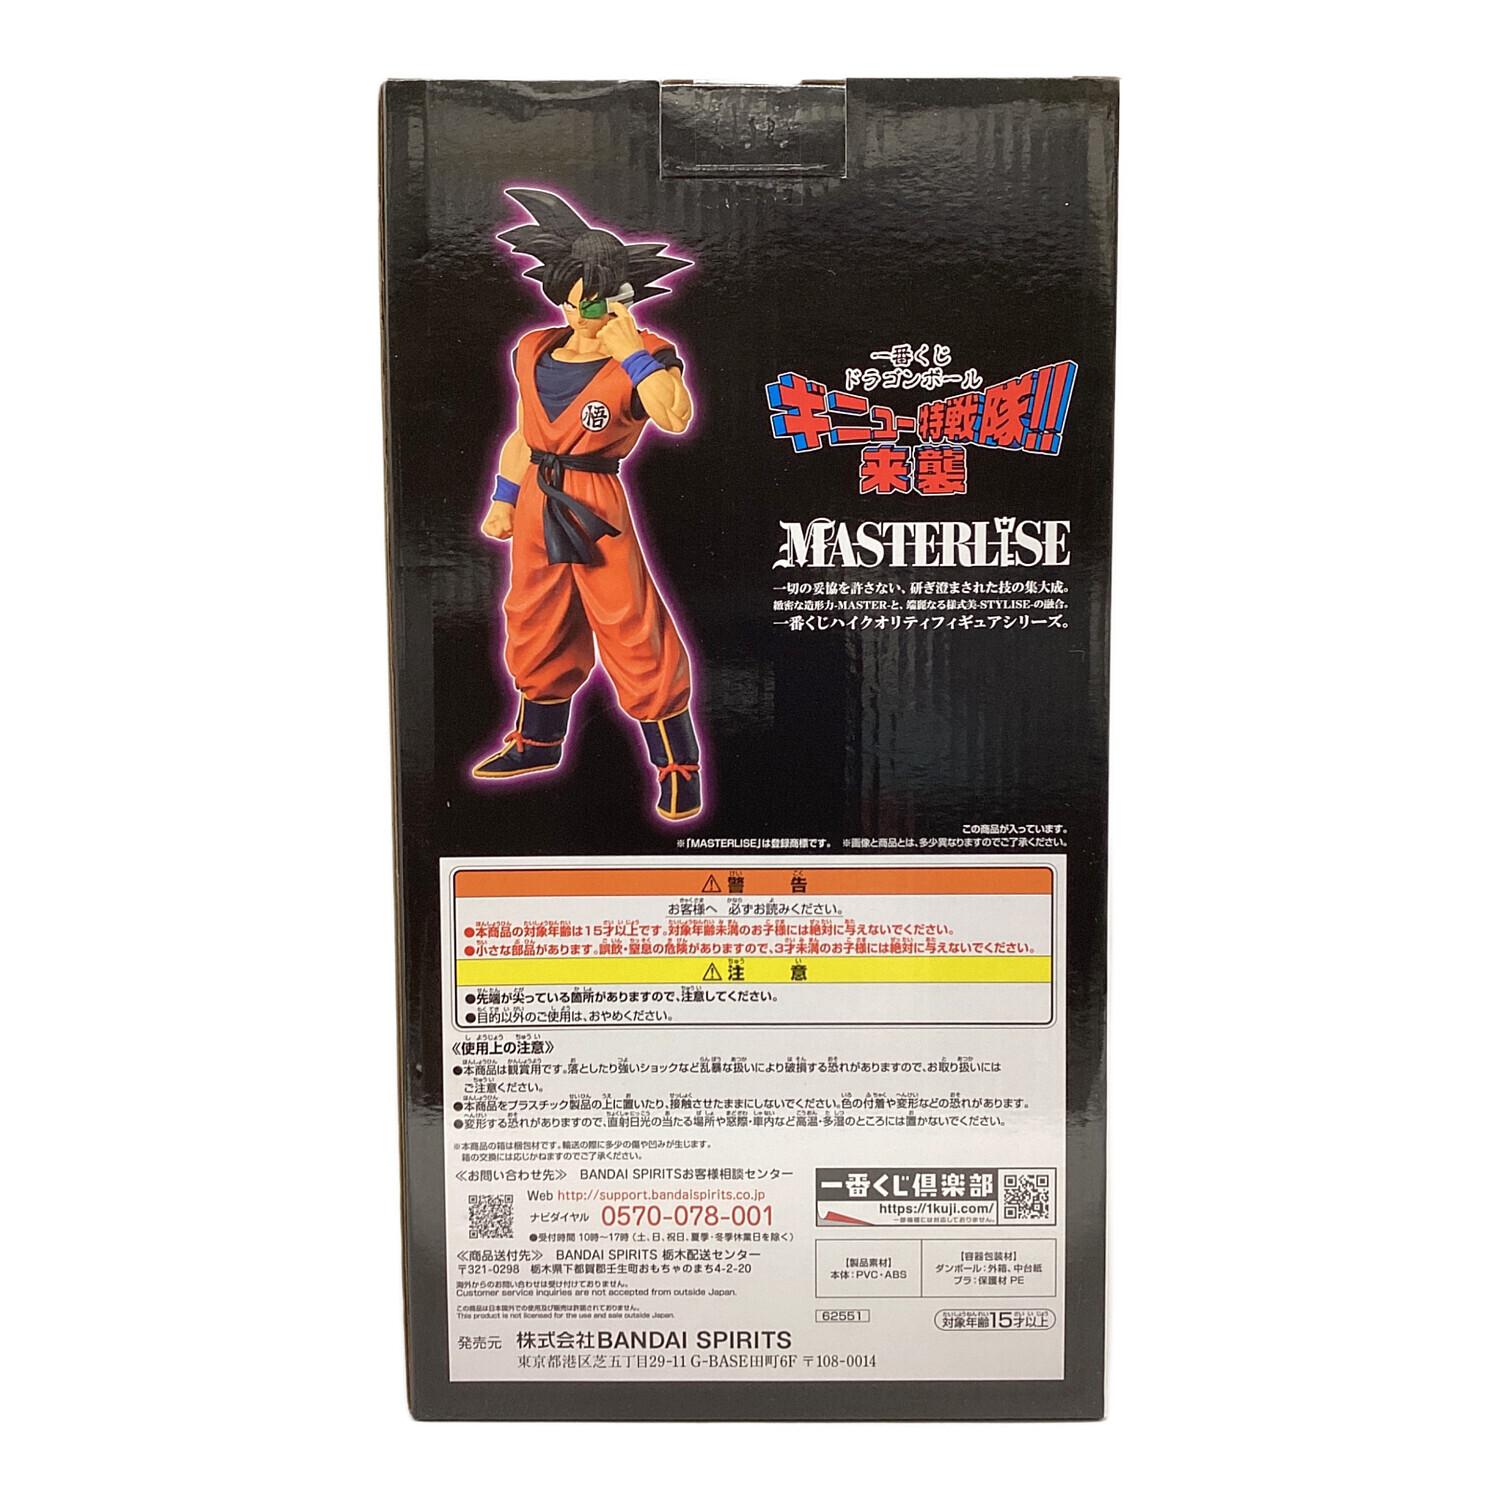 悟
一番くじ
ドラゴンボール
ギニュー特戦隊!!!
来襲
MASTERLISE
一切の妥協を許さない、研ぎ澄まされた技の集大成。
緻密な造形力-MASTER-と、端麗なる様式美-STYLISE-の融合。
一番くじハイクオリティフィギュアシリーズ。
この商品が入っています。
※「MASTERLISE」は登録商標です。 ※画像と商品とは、多少異なりますのでご了承ください。
⚠警告
お客様へ 必ずお読みください。
●本商品の対象年齢は15才以上です。対象年齢未満のお子様には絶対に与えないでください。
●小さな部品があります。誤飲・窒息の危険がありますので、3才未満のお子様には絶対に与えないでください。
⚠注意
●先端が尖っている箇所がありますので、注意してください。
●目的以外のご使用は、おやめください。
《使用上の注意》
●本商品は観賞用です。落としたり強いショックなど乱暴な扱いにより破損する恐れがありますので、お取り扱いには
ご注意ください。
●本商品をプラスチック製品の上に置いたり、接触させたままにしないでください。色の付着や変形などの恐れがあります。
●変形する恐れがありますので、直射日光の当たる場所や窓際・車内など高温・多湿のところには置かないでください。
※本商品の箱は梱包材です。輸送の際に多少の傷や凹みが生じます。
箱の交換には応じかねますのでご了承ください。
《お問い合わせ先》 BANDAI SPIRITSお客様相談センター
Web http://support.bandaispirits.co.jp
ナビダイヤル 0570-078-001
●受付時間 10時〜17時（土、日、祝日、夏季・冬季休業日を除く）
《商品送付先》 BANDAI SPIRITS 栃木配送センター
〒321-0298 栃木県下都賀郡壬生町おもちゃのまち4-2-20
海外からのお問い合わせは受け付けておりません。
Customer service inquiries are not accepted from outside Japan.
この商品は日本国外での使用及び販売は許諾されておりません。
This product is not licensed for the use and sale outside Japan.
発売元 株式会社BANDAI SPIRITS
東京都港区芝五丁目29-11 G-BASE田町6F 〒108-0014
一番くじ倶楽部
https://1kuji.com/
一部機種には対応しておりません。
【製品素材】
本体：PVC・ABS
【容器包装材】
ダンボール：外箱、中台紙
プラ：保護材 PE
62551
対象年齢15才以上